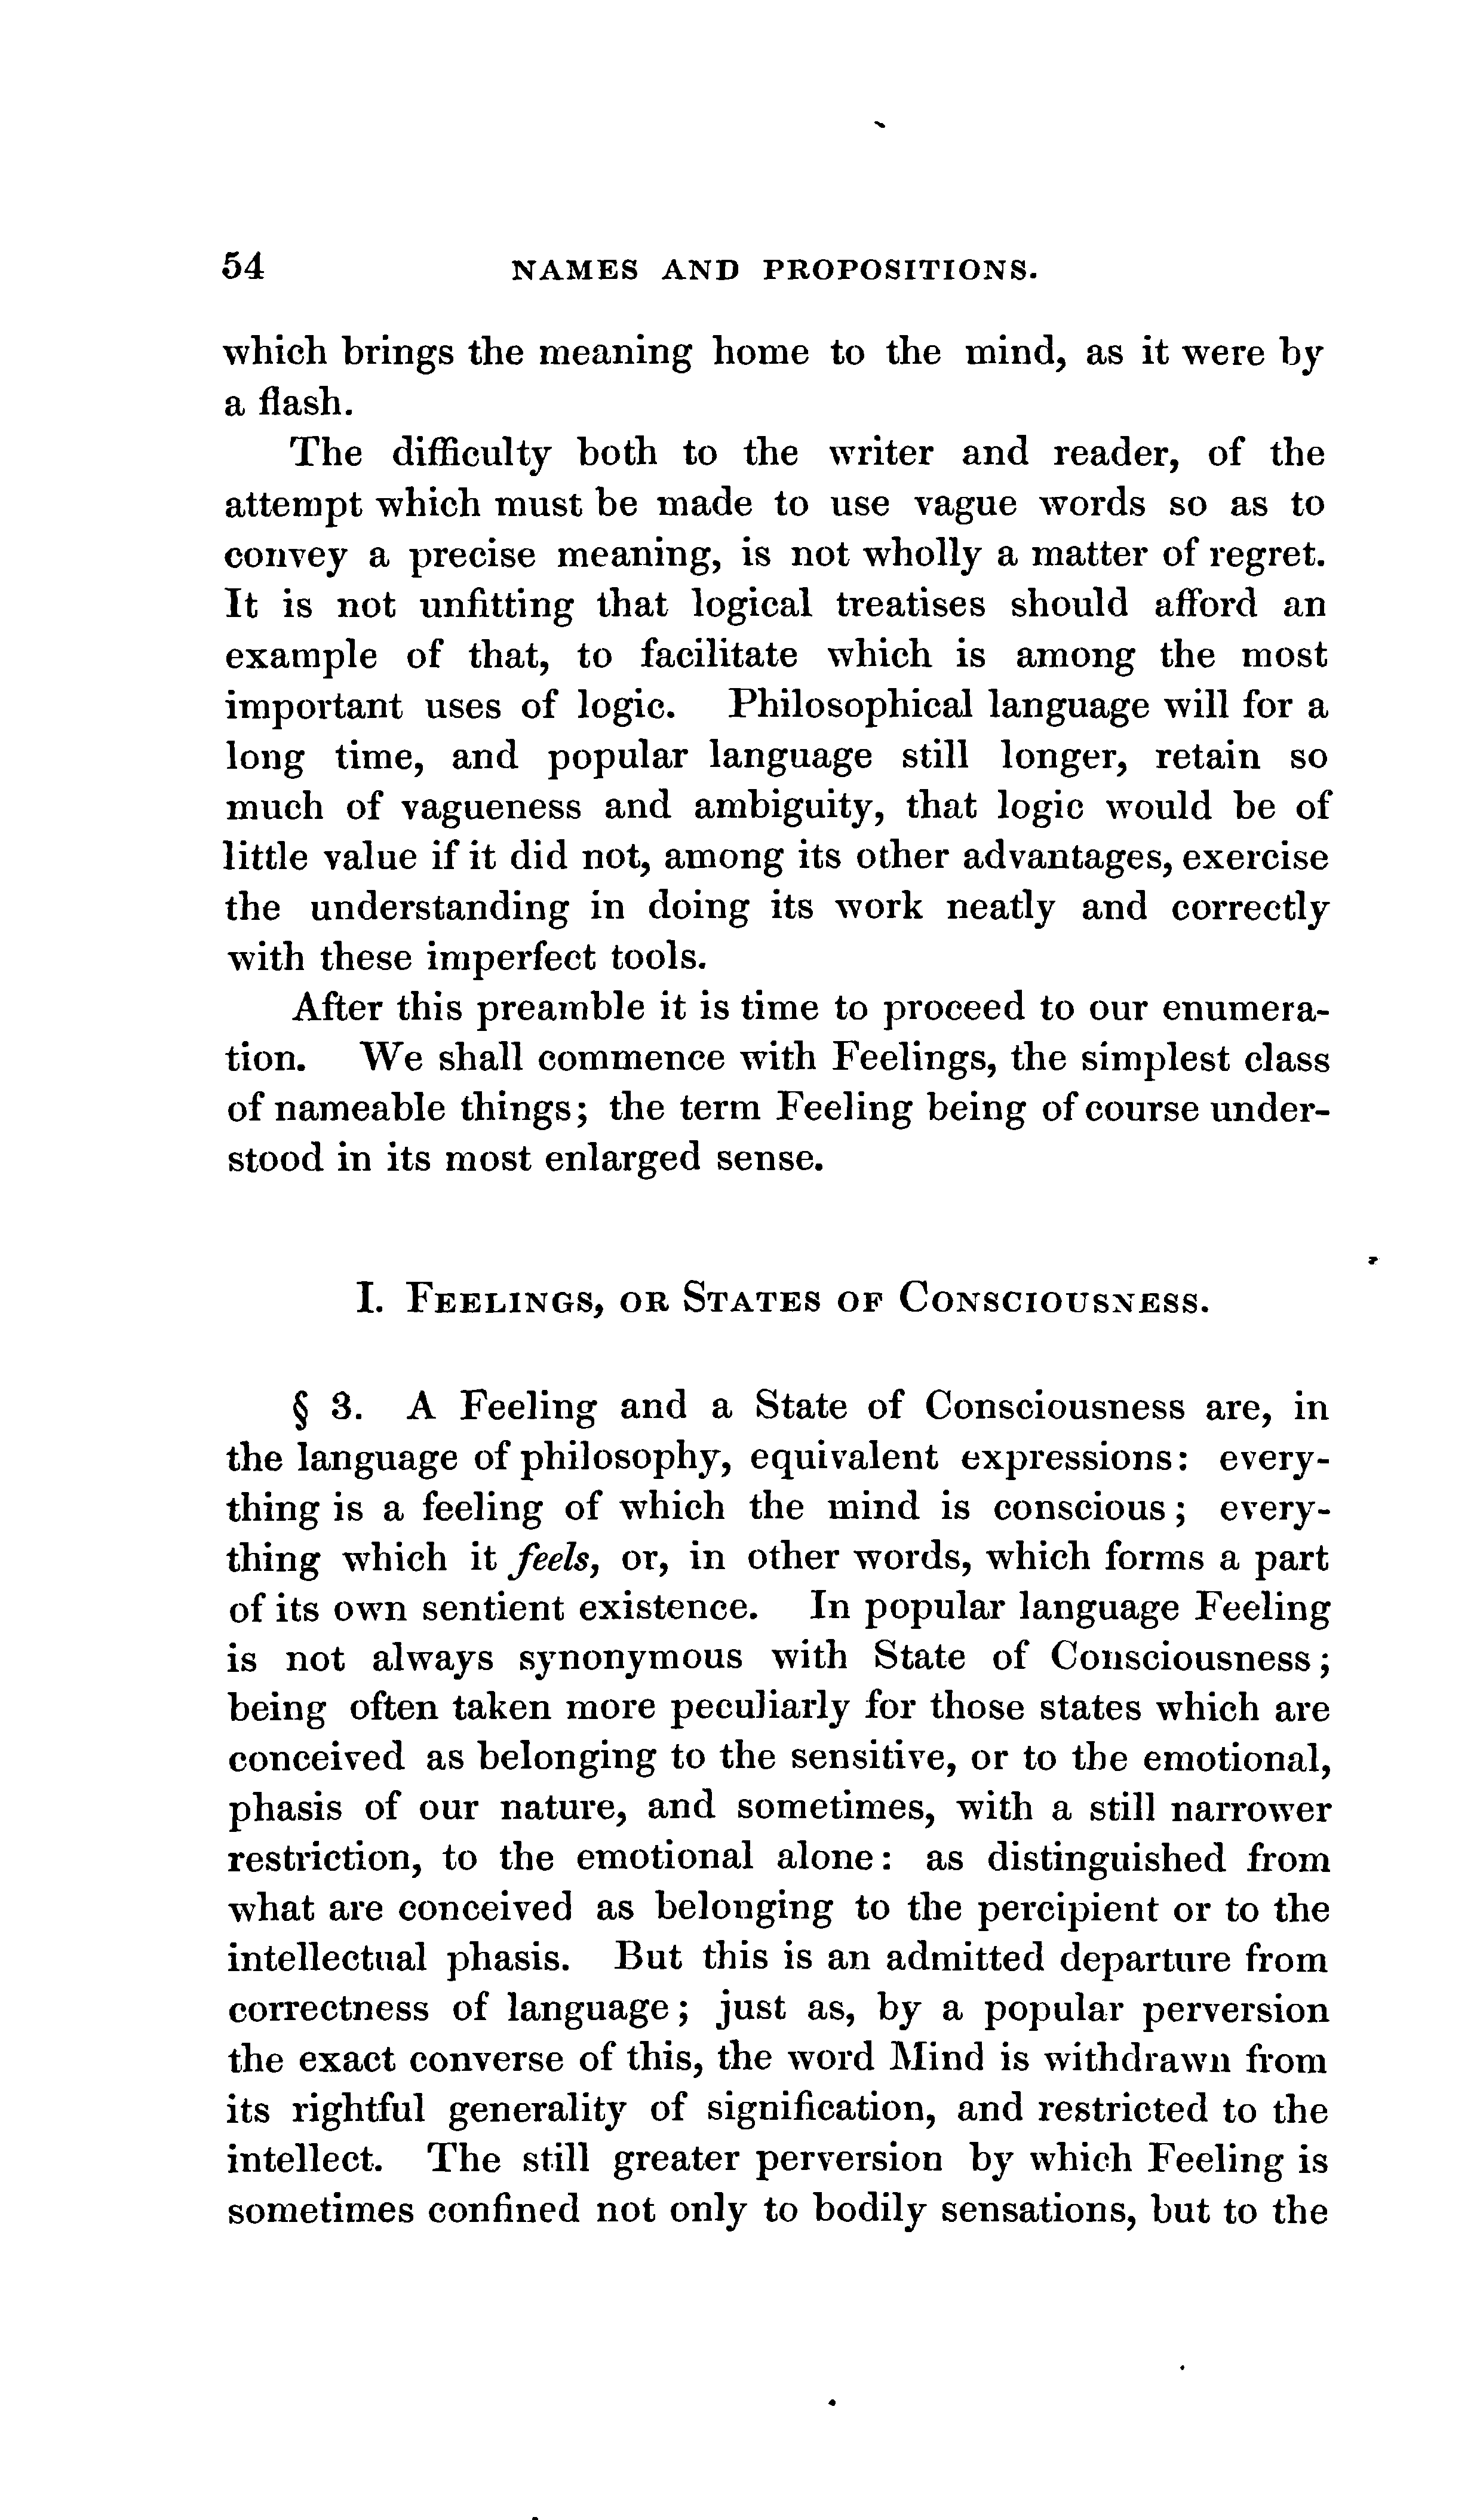 54 NAMES AND PROPOSITIONS.
which brings the meaning home to the mind, as it were by
a flash.
The difficulty both to the writer and reader, of the
attempt which must be made to use vague words so as to
convey a precise meaning, is not wholly a matter of regret.
It is not unfitting that logical treatises should afford an
example of that, to facilitate which is among the most
important uses of logic. Philosophical language will for a
long time, and popular language still longer, retain so
much of vagueness and ambiguity, that logic would be of
little value if it did not, among its other advantages, exercise
the understanding in doing its work neatly and correctly
with these imperfect tools.
After this preamble it is time to proceed to our enumera-
tion. We shall commence with Feelings, the simplest class
of nameable things; the term Feeling being of course under-
stood in its most enlarged sense.
I. FEELINGS, OR STATES OF CONSCIOUSNESS.
§ 3. A Feeling and a State of Consciousness are, in
the language of philosophy, equivalent expressions: every-
thing is a feeling of which the mind is conscious; every-
thing which it feels, or, in other words, which forms a part
of its own sentient existence. In popular language Feeling
is not always synonymous with State of Consciousness;
being often taken more peculiarly for those states which are
conceived as belonging to the sensitive, or to the emotional,
phasis of our nature, and sometimes, with a still narrower
restriction, to the emotional alone: as distinguished from
what are conceived as belonging to the percipient or to the
intellectual phasis. But this is an admitted departure from
correctness of language; just as, by a popular perversion
the exact converse of this, the word Mind is withdrawn from
its rightful generality of signification, and restricted to the
intellect. The still greater perversion by which Feeling is
sometimes confined not only to bodily sensations, but to the